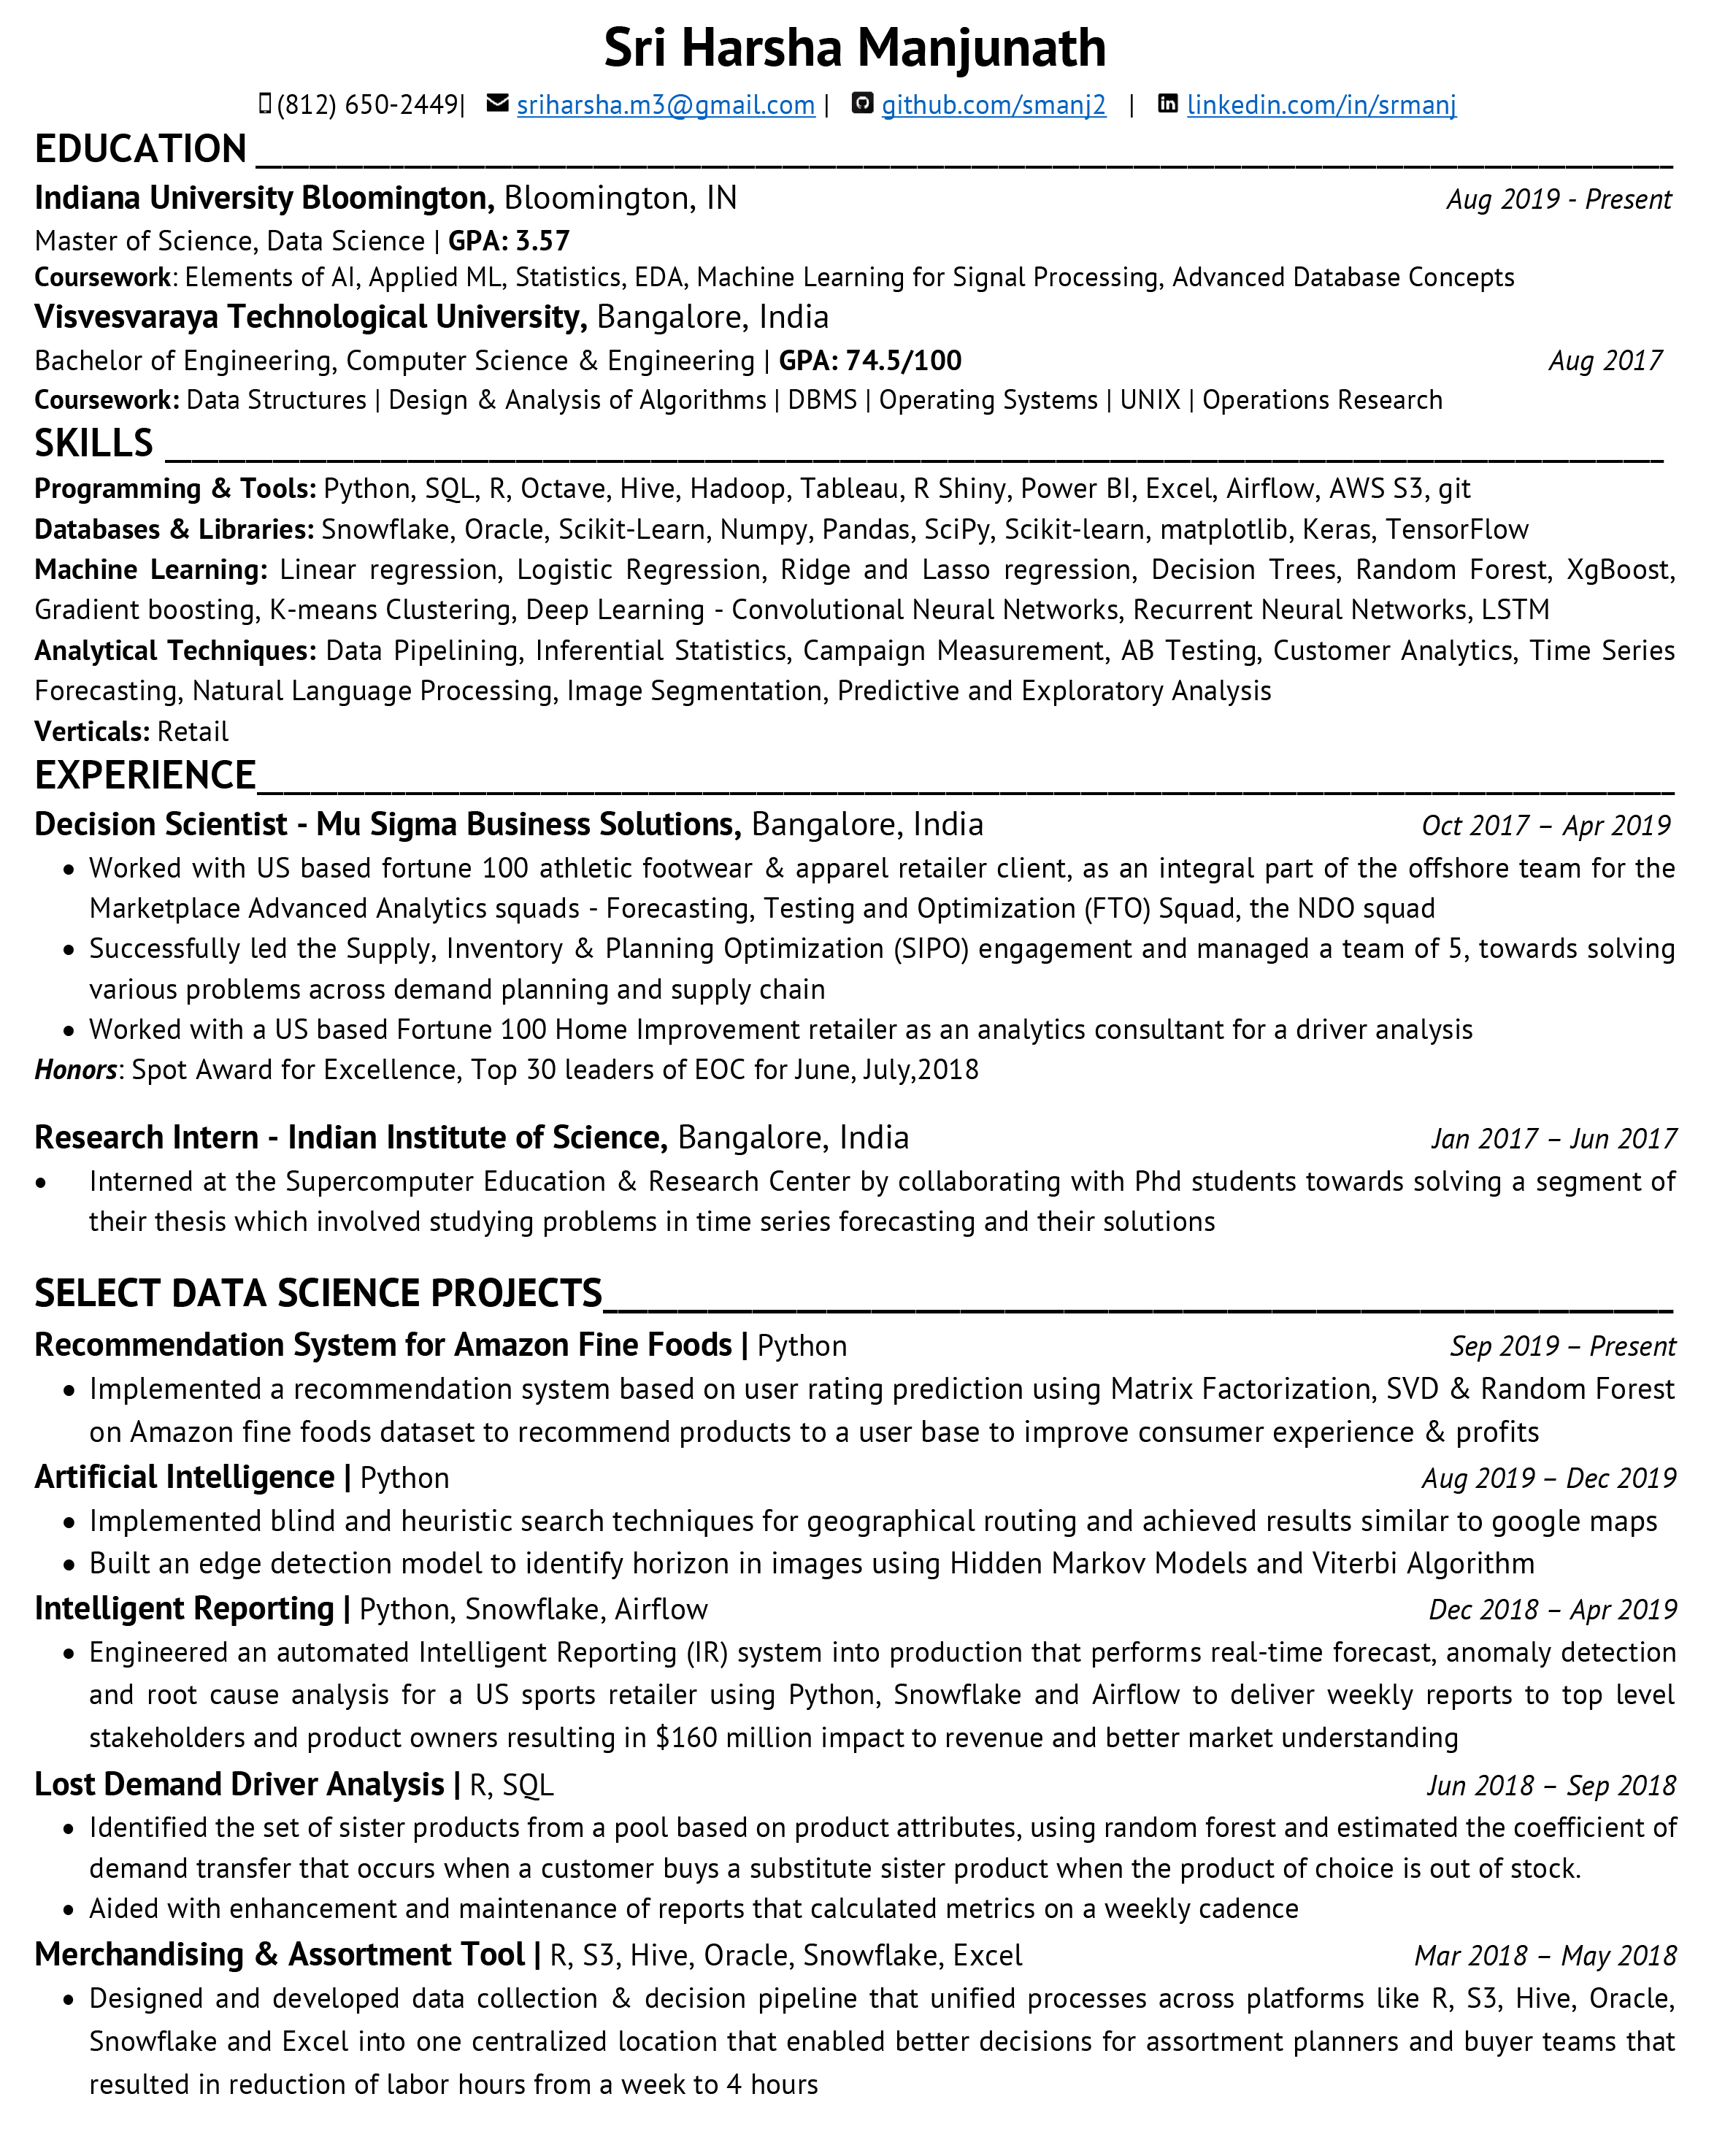 Sri Harsha Manjunath
(812) 650-2449| sriharsha.m3@gmail.com | github.com/smanj2 | linkedin.com/in/srmanj
EDUCATION
Indiana University Bloomington, Bloomington, IN Aug 2019 - Present
Master of Science, Data Science | GPA: 3.57
Coursework: Elements of AI, Applied ML, Statistics, EDA, Machine Learning for Signal Processing, Advanced Database Concepts
Visvesvaraya Technological University, Bangalore, India
Bachelor of Engineering, Computer Science & Engineering | GPA: 74.5/100 Aug 2017
Coursework: Data Structures | Design & Analysis of Algorithms | DBMS | Operating Systems | UNIX | Operations Research
SKILLS
Programming & Tools: Python, SQL, R, Octave, Hive, Hadoop, Tableau, R Shiny, Power BI, Excel, Airflow, AWS S3, git
Databases & Libraries: Snowflake, Oracle, Scikit-Learn, Numpy, Pandas, SciPy, Scikit-learn, matplotlib, Keras, TensorFlow
Machine Learning: Linear regression, Logistic Regression, Ridge and Lasso regression, Decision Trees, Random Forest, XgBoost,
Gradient boosting, K-means Clustering, Deep Learning - Convolutional Neural Networks, Recurrent Neural Networks, LSTM
Analytical Techniques: Data Pipelining, Inferential Statistics, Campaign Measurement, AB Testing, Customer Analytics, Time Series
Forecasting, Natural Language Processing, Image Segmentation, Predictive and Exploratory Analysis
Verticals: Retail
EXPERIENCE
Decision Scientist - Mu Sigma Business Solutions, Bangalore, India Oct 2017 – Apr 2019
• Worked with US based fortune 100 athletic footwear & apparel retailer client, as an integral part of the offshore team for the
Marketplace Advanced Analytics squads - Forecasting, Testing and Optimization (FTO) Squad, the NDO squad
• Successfully led the Supply, Inventory & Planning Optimization (SIPO) engagement and managed a team of 5, towards solving
various problems across demand planning and supply chain
• Worked with a US based Fortune 100 Home Improvement retailer as an analytics consultant for a driver analysis
Honors: Spot Award for Excellence, Top 30 leaders of EOC for June, July,2018
Research Intern - Indian Institute of Science, Bangalore, India Jan 2017 – Jun 2017
• Interned at the Supercomputer Education & Research Center by collaborating with Phd students towards solving a segment of
their thesis which involved studying problems in time series forecasting and their solutions
SELECT DATA SCIENCE PROJECTS
Recommendation System for Amazon Fine Foods | Python Sep 2019 – Present
• Implemented a recommendation system based on user rating prediction using Matrix Factorization, SVD & Random Forest
on Amazon fine foods dataset to recommend products to a user base to improve consumer experience & profits
Artificial Intelligence | Python Aug 2019 – Dec 2019
• Implemented blind and heuristic search techniques for geographical routing and achieved results similar to google maps
• Built an edge detection model to identify horizon in images using Hidden Markov Models and Viterbi Algorithm
Intelligent Reporting | Python, Snowflake, Airflow Dec 2018 – Apr 2019
• Engineered an automated Intelligent Reporting (IR) system into production that performs real-time forecast, anomaly detection
and root cause analysis for a US sports retailer using Python, Snowflake and Airflow to deliver weekly reports to top level
stakeholders and product owners resulting in $160 million impact to revenue and better market understanding
Lost Demand Driver Analysis | R, SQL Jun 2018 – Sep 2018
• Identified the set of sister products from a pool based on product attributes, using random forest and estimated the coefficient of
demand transfer that occurs when a customer buys a substitute sister product when the product of choice is out of stock.
• Aided with enhancement and maintenance of reports that calculated metrics on a weekly cadence
Merchandising & Assortment Tool | R, S3, Hive, Oracle, Snowflake, Excel Mar 2018 – May 2018
• Designed and developed data collection & decision pipeline that unified processes across platforms like R, S3, Hive, Oracle,
Snowflake and Excel into one centralized location that enabled better decisions for assortment planners and buyer teams that
resulted in reduction of labor hours from a week to 4 hours